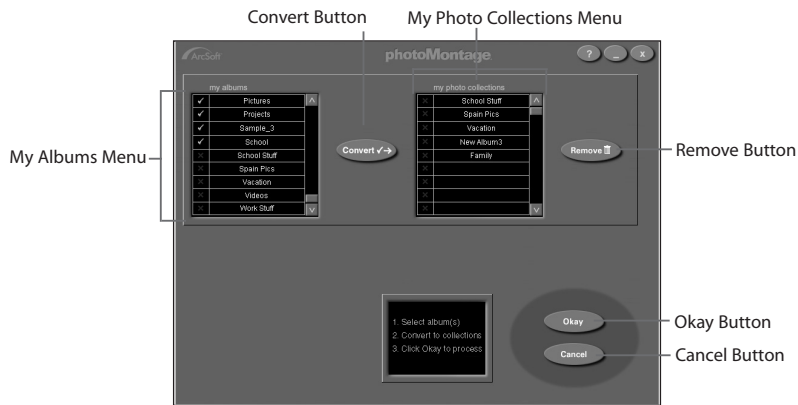 Convert Button
My Photo Collections Menu
ArcSoft
photoMontage
? _ x
my albums
Pictures
Projects
Sample_3
School
School Stuff
Spain Pics
Vacation
Videos
Work Stuff
Convert ✓→
my photo collections
School Stuff
Spain Pics
Vacation
New Album3
Family
Remove
My Albums Menu
Remove Button
1. Select album(s)
2. Convert to collections
3. Click Okay to process
Okay
Cancel
Okay Button
Cancel Button